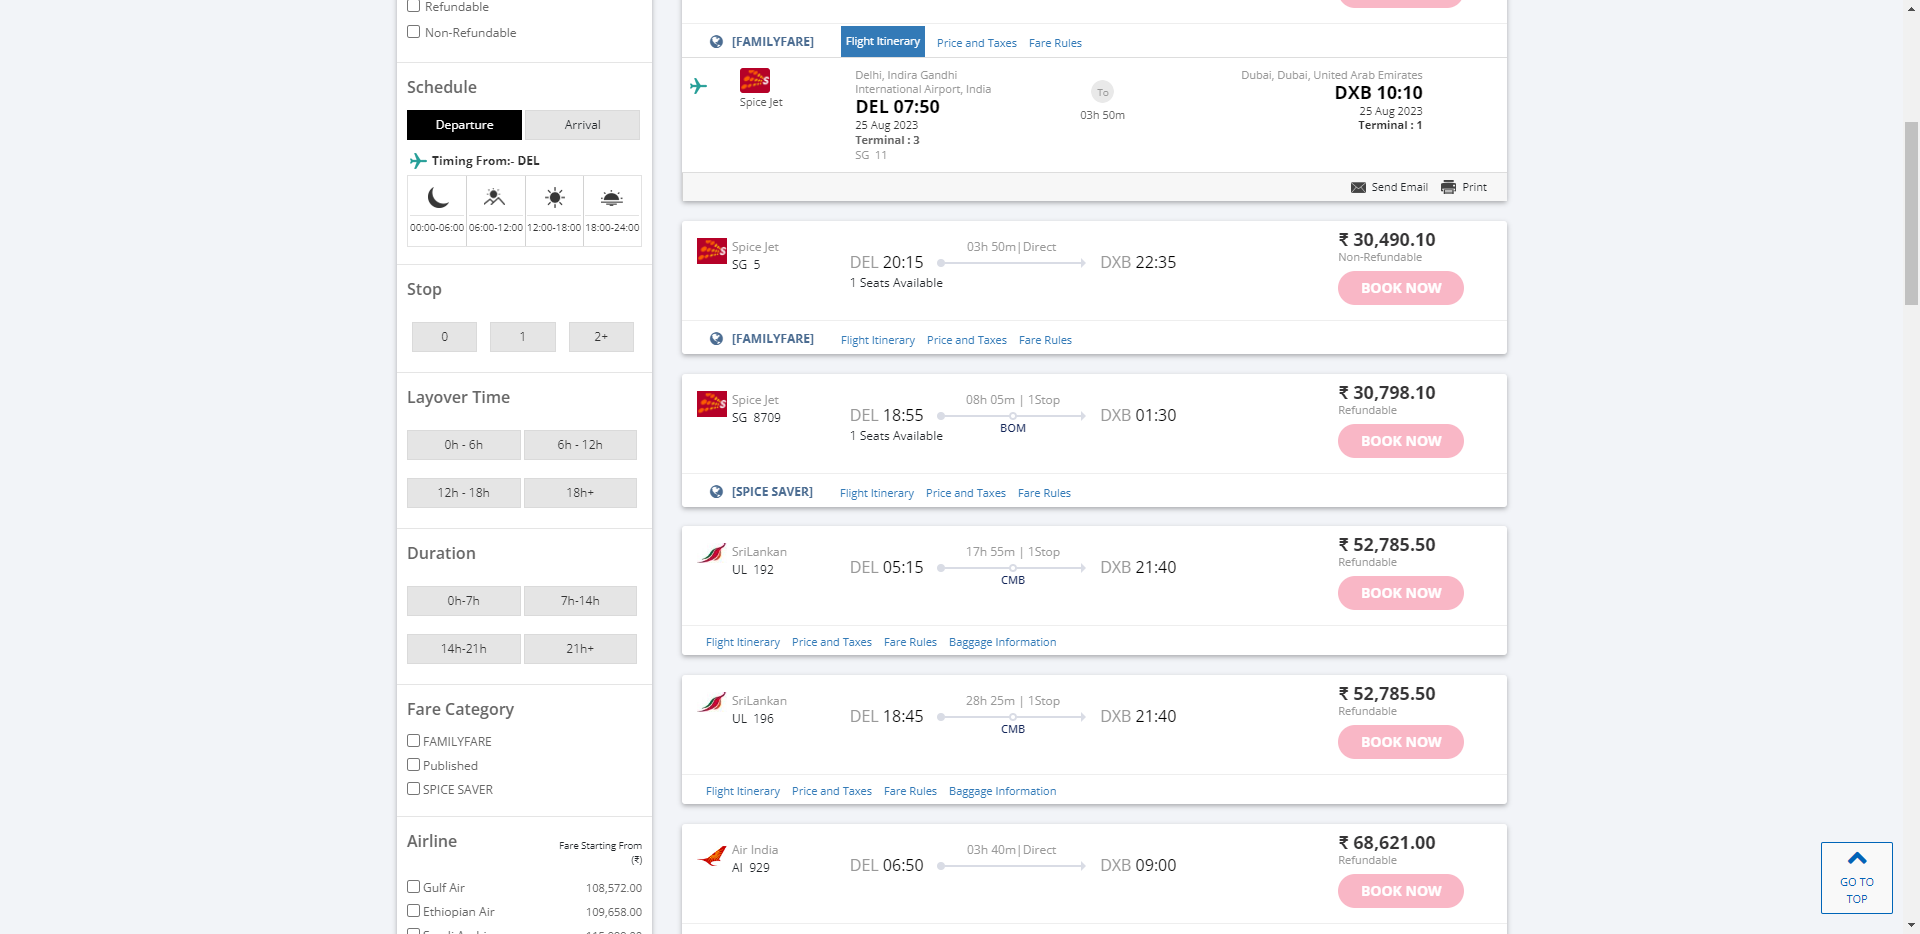 Refundable
Non-Refundable
Schedule
Departure
Arrival
Timing From:- DEL
00:00-06:00
06:00-12:00
12:00-18:00
18:00-24:00
Stop
0
1
2+
Layover Time
0h - 6h
6h - 12h
12h - 18h
18h+
Duration
0h-7h
7h-14h
14h-21h
21h+
Fare Category
FAMILYFARE
Published
SPICE SAVER
Airline
Fare Starting From
(₹)
Gulf Air
108,572.00
Ethiopian Air
109,658.00
[FAMILYFARE]
Flight Itinerary
Price and Taxes
Fare Rules
Spice Jet
Delhi, Indira Gandhi
International Airport, India
DEL 07:50
25 Aug 2023
Terminal : 3
SG 11
To
03h 50m
Dubai, Dubai, United Arab Emirates
DXB 10:10
25 Aug 2023
Terminal : 1
Send Email
Print
Spice Jet
SG 5
DEL 20:15
1 Seats Available
03h 50m|Direct
DXB 22:35
₹ 30,490.10
Non-Refundable
BOOK NOW
[FAMILYFARE]
Flight Itinerary
Price and Taxes
Fare Rules
Spice Jet
SG 8709
DEL 18:55
1 Seats Available
08h 05m | 1Stop
BOM
DXB 01:30
₹ 30,798.10
Refundable
BOOK NOW
[SPICE SAVER]
Flight Itinerary
Price and Taxes
Fare Rules
SriLankan
UL 192
DEL 05:15
17h 55m | 1Stop
CMB
DXB 21:40
₹ 52,785.50
Refundable
BOOK NOW
Flight Itinerary
Price and Taxes
Fare Rules
Baggage Information
SriLankan
UL 196
DEL 18:45
28h 25m | 1Stop
CMB
DXB 21:40
₹ 52,785.50
Refundable
BOOK NOW
Flight Itinerary
Price and Taxes
Fare Rules
Baggage Information
Air India
AI 929
DEL 06:50
03h 40m|Direct
DXB 09:00
₹ 68,621.00
Refundable
BOOK NOW
GO TO
TOP